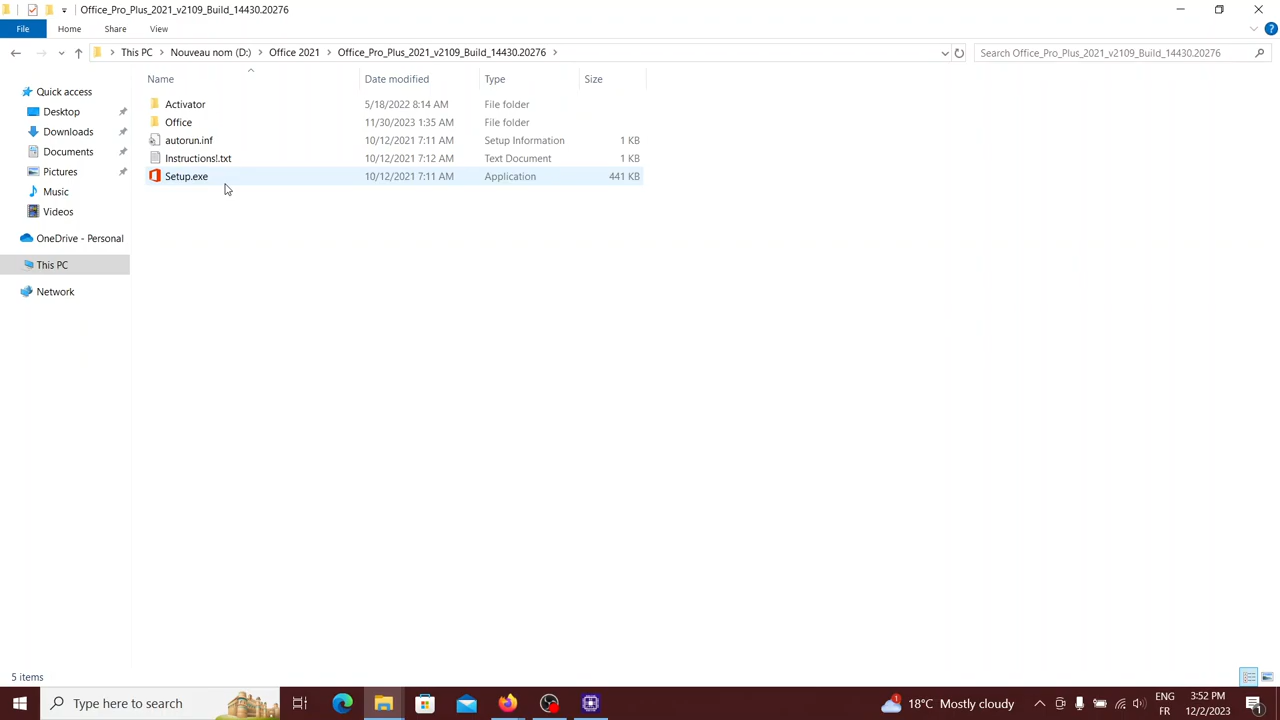 Office_Pro_Plus_2021_v2109_Build_14430.20276
File Home Share View
This PC > Nouveau nom (D:) > Office 2021 > Office_Pro_Plus_2021_v2109_Build_14430.20276 >
Search Office_Pro_Plus_2021_v2109_Build_14430.20276
Name Date modified Type Size
Quick access
Desktop
Downloads
Documents
Pictures
Music
Videos
OneDrive - Personal
This PC
Network
Activator 5/18/2022 8:14 AM File folder
Office 11/30/2023 1:35 AM File folder
autorun.inf 10/12/2021 7:11 AM Setup Information 1 KB
Instructions!.txt 10/12/2021 7:12 AM Text Document 1 KB
Setup.exe 10/12/2021 7:11 AM Application 441 KB
5 items
Type here to search
1
18°C Mostly cloudy
ENG
FR
3:52 PM
12/2/2023
1